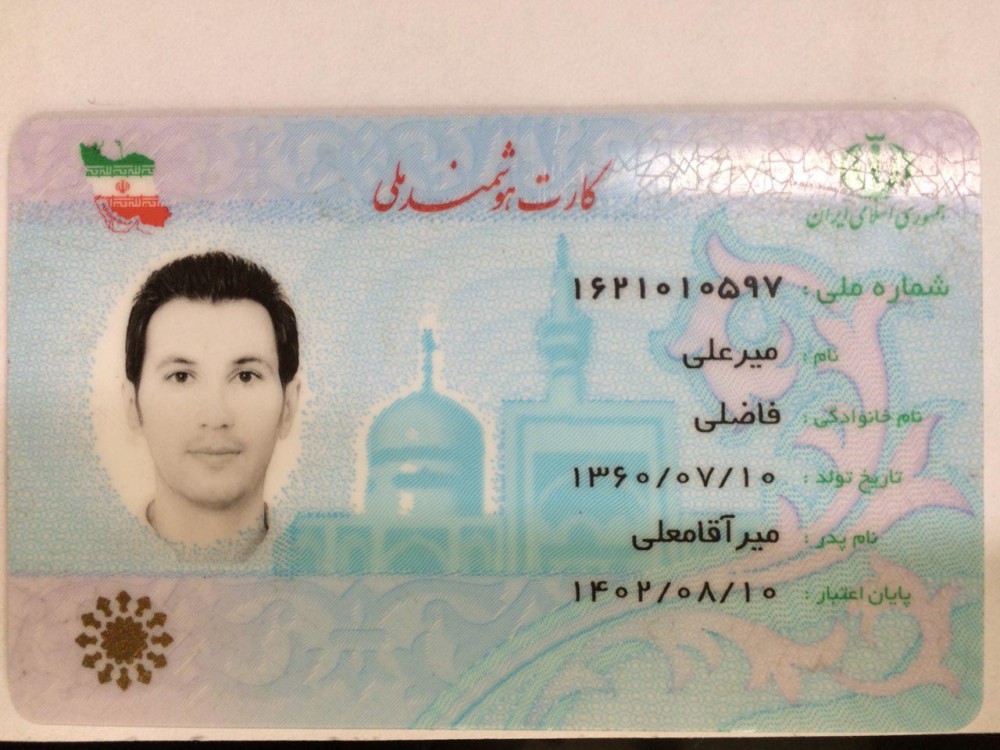 کارت هوشمند ملی
جمهوری اسلامی ایران
شماره ملی : ۱۶۲۱۰۱۰۵۹۷
نام : میرعلی
نام خانوادگی : فاضلی
تاریخ تولد : ۱۳۶۰/۰۷/۱۰
نام پدر : میرآقامعلی
پایان اعتبار : ۱۴۰۲/۰۸/۱۰